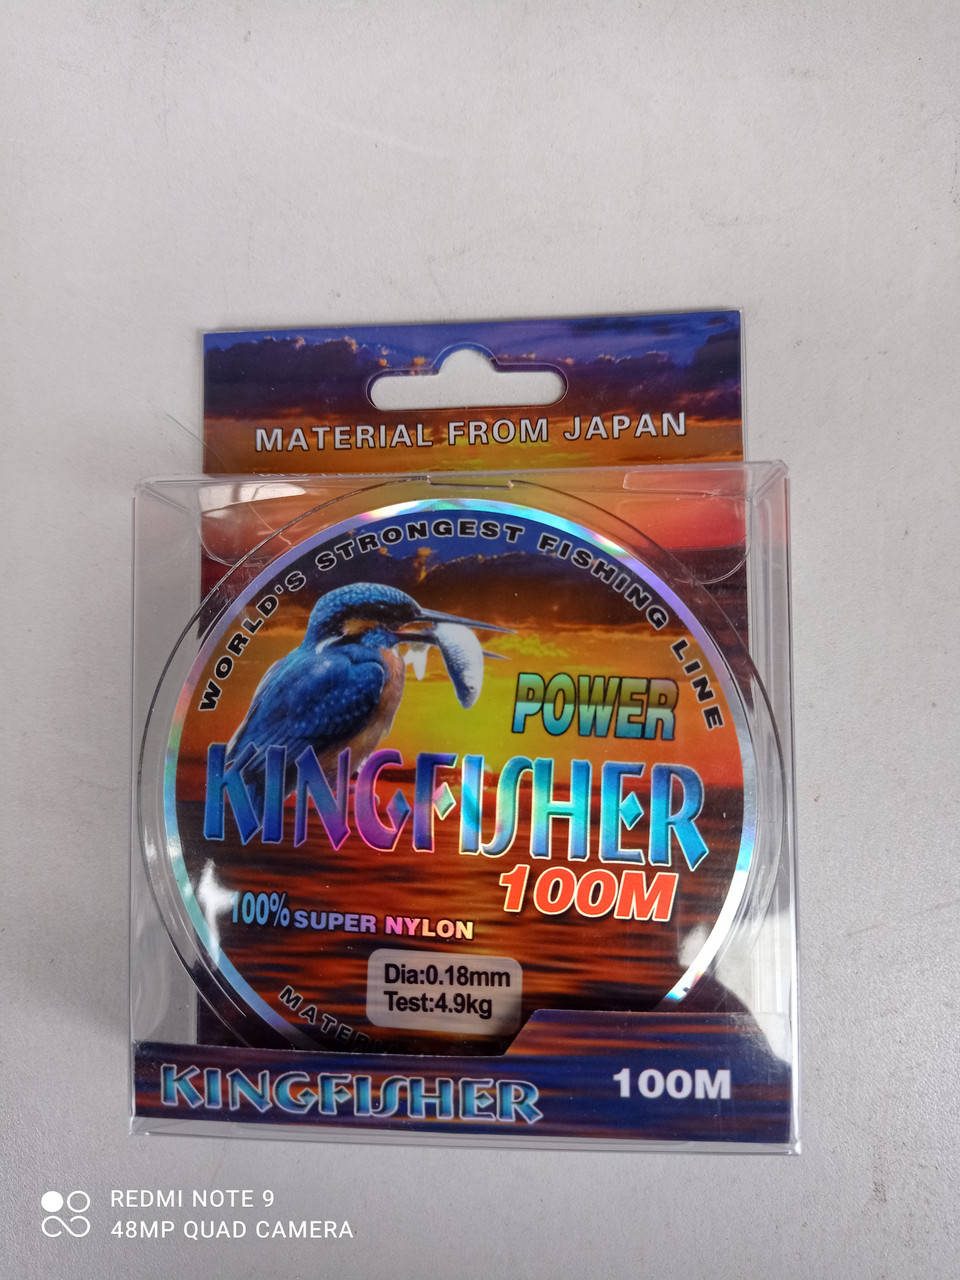 MATERIAL FROM JAPAN
WORLD'S STRONGEST FISHING LINE
POWER
KINGFISHER
100M
100% SUPER NYLON
Dia:0.18mm
Test:4.9kg
KINGFISHER
100M
REDMI NOTE 9
48MP QUAD CAMERA